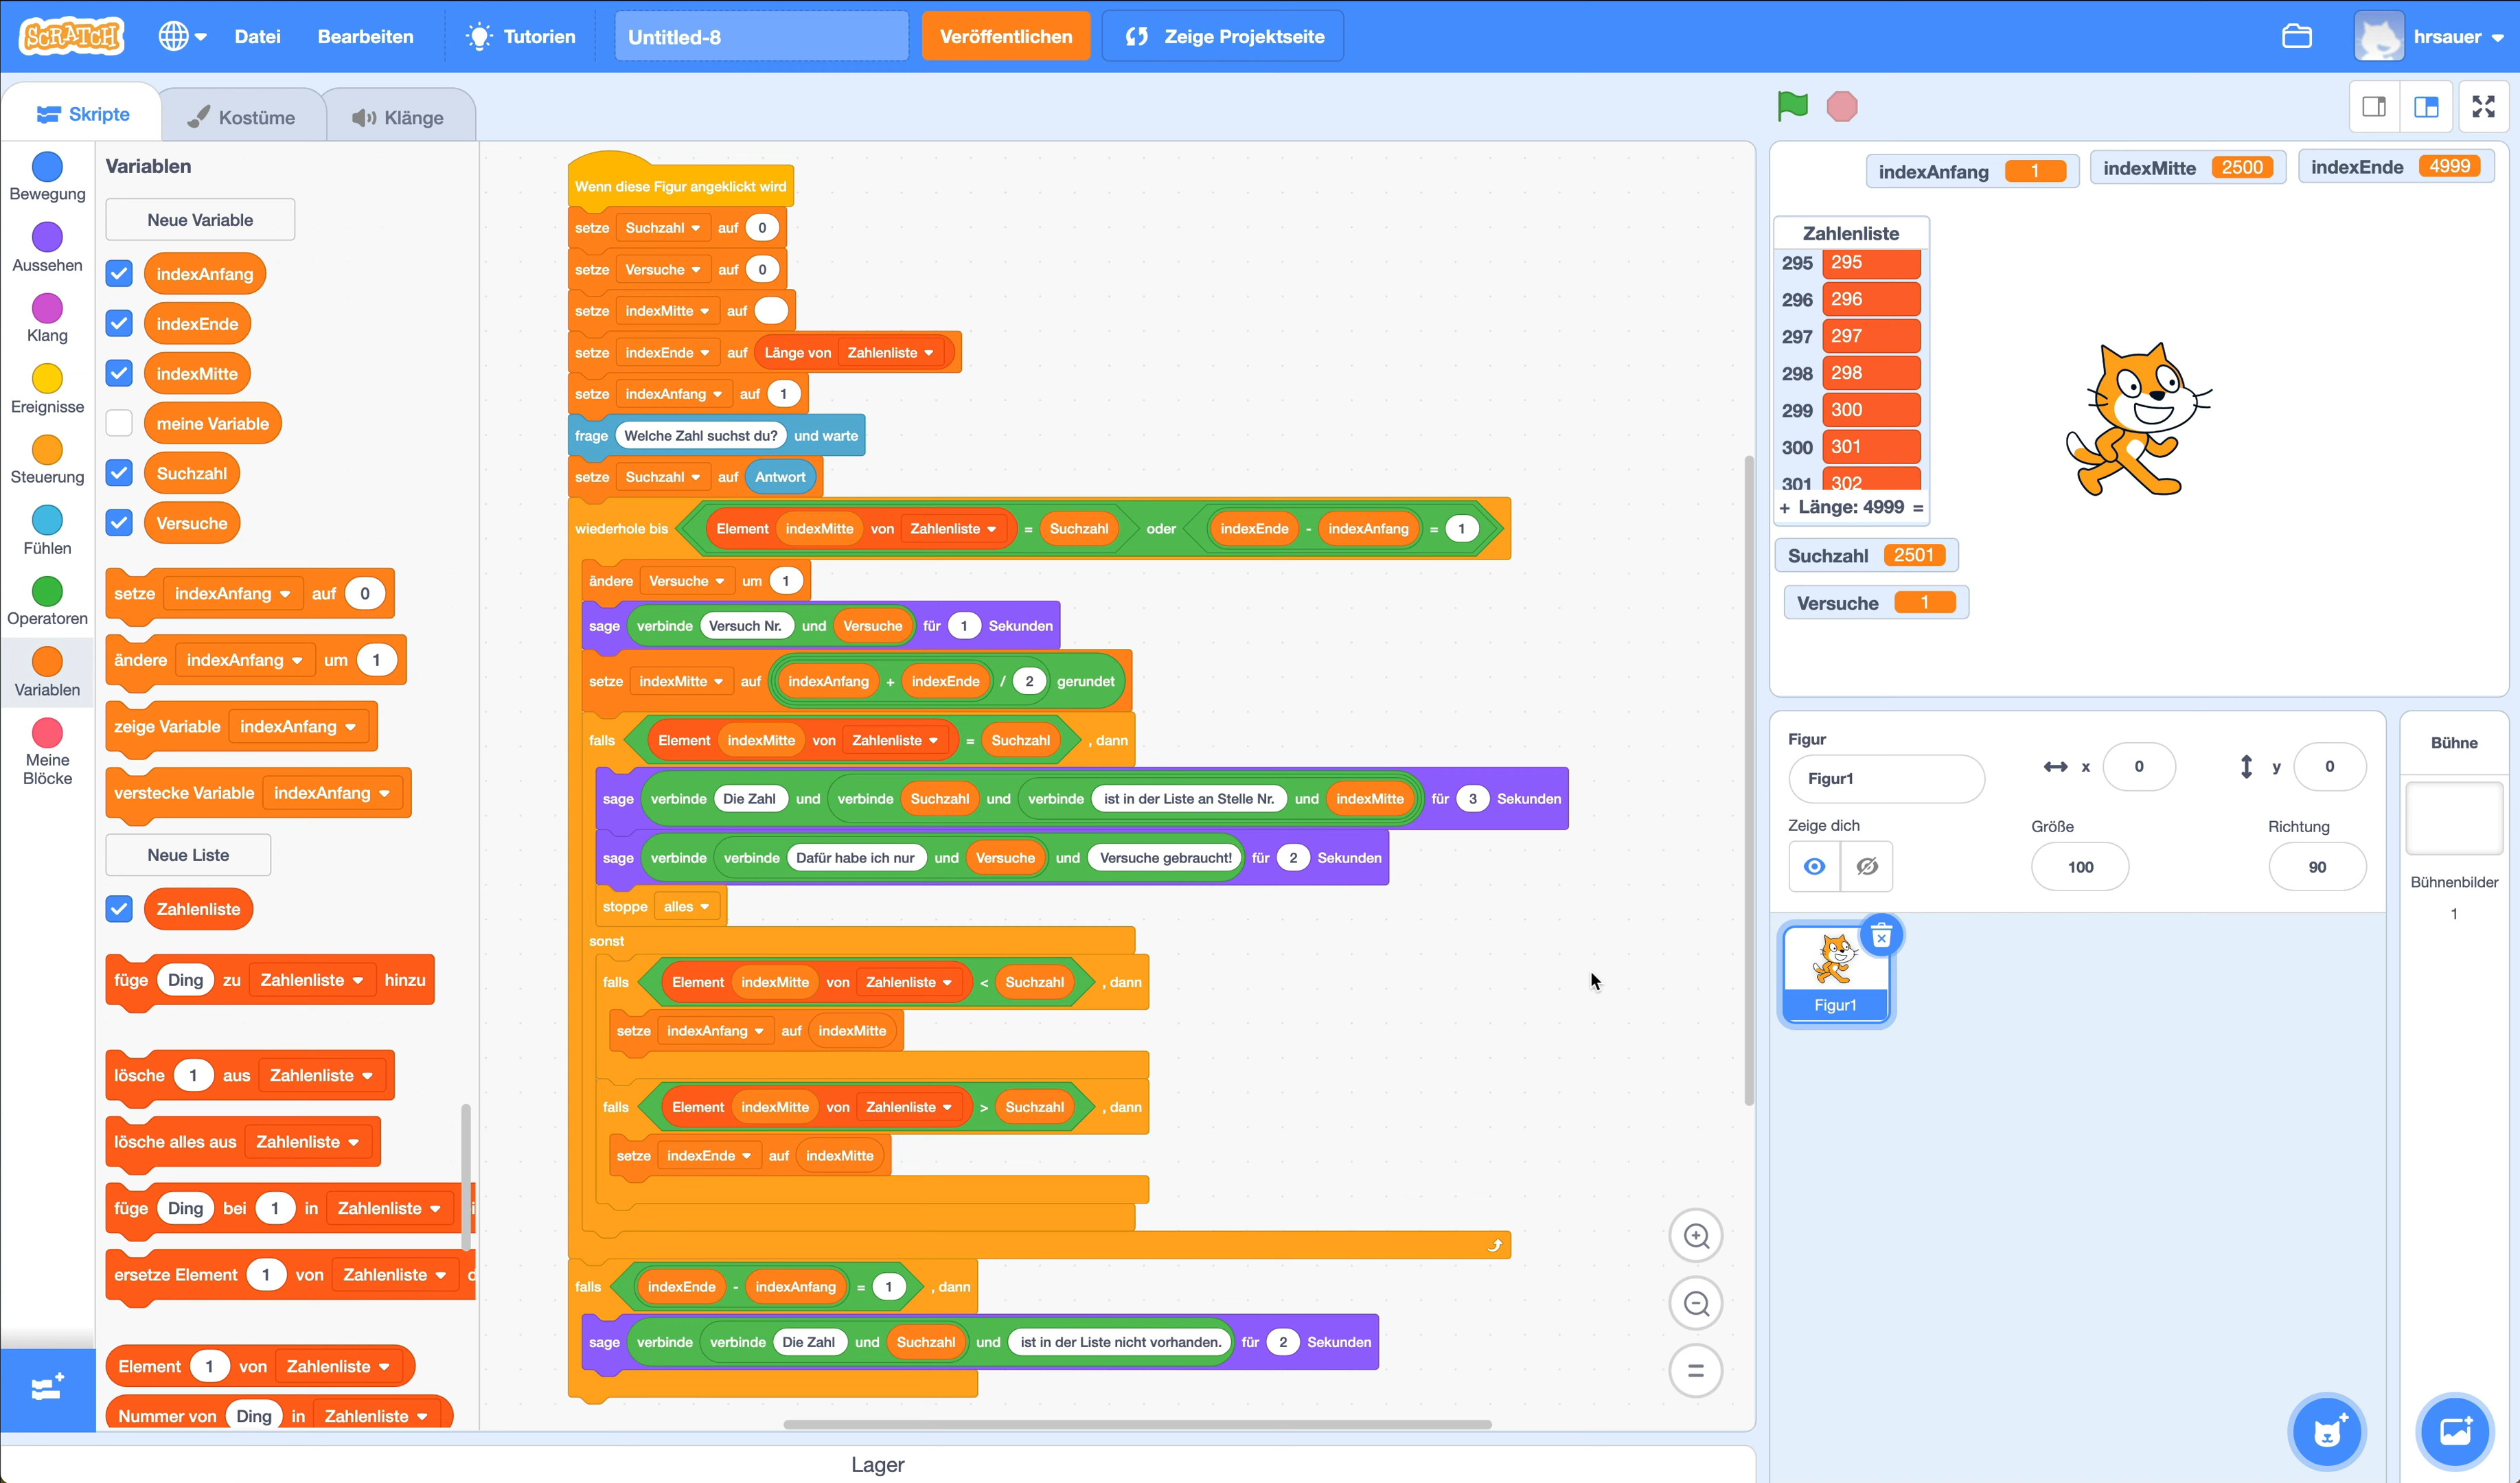 SCRATCH
Datei
Bearbeiten
Tutorien
Untitled-8
Veröffentlichen
Zeige Projektseite
hrsauer
Skripte
Kostüme
Klänge
Bewegung
Aussehen
Klang
Ereignisse
Steuerung
Fühlen
Operatoren
Variablen
Meine
Blöcke
Variablen
Neue Variable
indexAnfang
indexEnde
indexMitte
meine Variable
Suchzahl
Versuche
setze indexAnfang auf 0
ändere indexAnfang um 1
zeige Variable indexAnfang
verstecke Variable indexAnfang
Neue Liste
Zahlenliste
füge Ding zu Zahlenliste hinzu
lösche 1 aus Zahlenliste
lösche alles aus Zahlenliste
füge Ding bei 1 in Zahlenliste
ersetze Element 1 von Zahlenliste
Element 1 von Zahlenliste
Nummer von Ding in Zahlenliste
Wenn diese Figur angeklickt wird
setze Suchzahl auf 0
setze Versuche auf 0
setze indexMitte auf
setze indexEnde auf Länge von Zahlenliste
setze indexAnfang auf 1
frage Welche Zahl suchst du? und warte
setze Suchzahl auf Antwort
wiederhole bis Element indexMitte von Zahlenliste = Suchzahl oder indexEnde - indexAnfang = 1
ändere Versuche um 1
sage verbinde Versuch Nr. und Versuche für 1 Sekunden
setze indexMitte auf indexAnfang + indexEnde / 2 gerundet
falls Element indexMitte von Zahlenliste = Suchzahl , dann
sage verbinde Die Zahl und verbinde Suchzahl und verbinde ist in der Liste an Stelle Nr. und indexMitte für 3 Sekunden
sage verbinde verbinde Dafür habe ich nur und Versuche und Versuche gebraucht! für 2 Sekunden
stoppe alles
sonst
falls Element indexMitte von Zahlenliste < Suchzahl , dann
setze indexAnfang auf indexMitte
falls Element indexMitte von Zahlenliste > Suchzahl , dann
setze indexEnde auf indexMitte
falls indexEnde - indexAnfang = 1 , dann
sage verbinde verbinde Die Zahl und Suchzahl und ist in der Liste nicht vorhanden. für 2 Sekunden
Lager
indexAnfang 1
indexMitte 2500
indexEnde 4999
Zahlenliste
295 295
296 296
297 297
298 298
299 300
300 301
301 302
+ Länge: 4999 =
Suchzahl 2501
Versuche 1
Figur
Figur1
x 0
y 0
Zeige dich
Größe
100
Richtung
90
Figur1
Bühne
Bühnenbilder
1